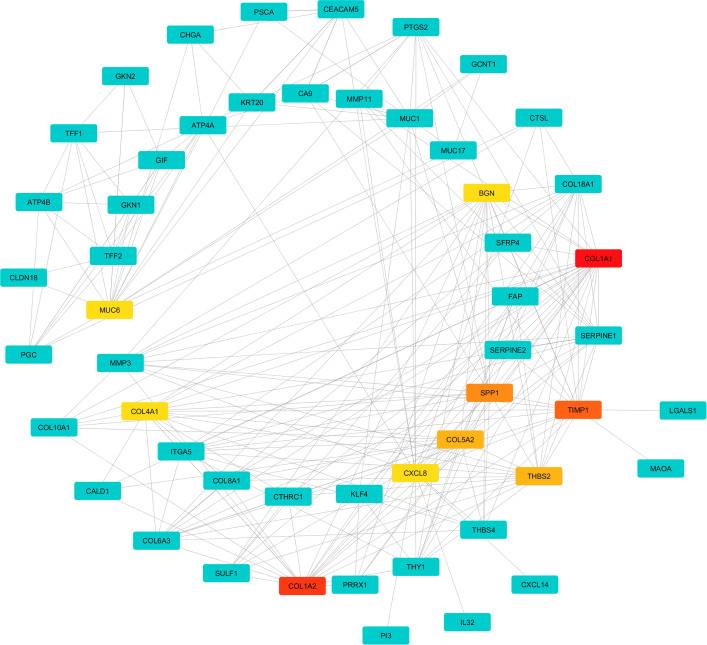 PSCA
CEACAM5
CHGA
PTGS2
GCNT1
GKN2
CA9
MMP11
KRT20
MUC1
CTSL
TFF1
ATP4A
MUC17
GIF
COL18A1
BGN
ATP4B
GKN1
SFRP4
TFF2
COL1A1
CLDN18
FAP
MUC6
SERPINE1
SERPINE2
PGC
MMP3
SPP1
COL4A1
TIMP1
LGALS1
COL10A1
COL5A2
ITGA5
MAOA
CXCL8
THBS2
COL8A1
CALD1
CTHRC1
KLF4
THBS4
COL6A3
THY1
SULF1
COL1A2
PRRX1
CXCL14
IL32
PI3